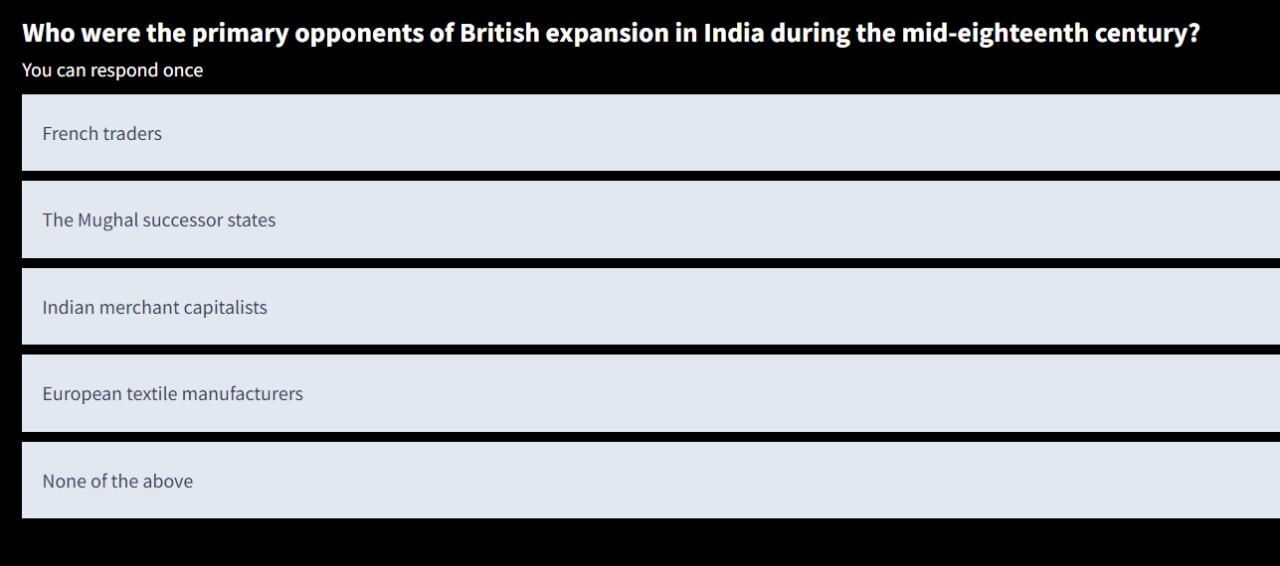 Who were the primary opponents of British expansion in India during the mid-eighteenth century?
You can respond once
French traders
The Mughal successor states
Indian merchant capitalists
European textile manufacturers
None of the above